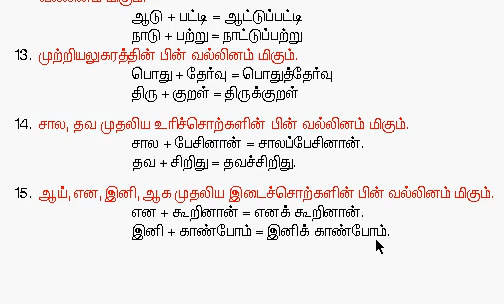 ஆடு + பட்டி = ஆட்டுப்பட்டி
நாடு + பற்று = நாட்டுப்பற்று
13. முற்றியலுகரத்தின் பின் வல்லினம் மிகும்.
பொது + தேர்வு = பொதுத்தேர்வு
திரு + குறள் = திருக்குறள்
14. சால, தவ முதலிய உரிச்சொற்களின் பின் வல்லினம் மிகும்.
சால + பேசினான் = சாலப்பேசினான்.
தவ + சிறிது = தவச்சிறிது.
15. ஆய், என, இனி, ஆக முதலிய இடைச்சொற்களின் பின் வல்லினம் மிகும்.
என + கூறினான் = எனக் கூறினான்.
இனி + காண்போம் = இனிக் காண்போம்.